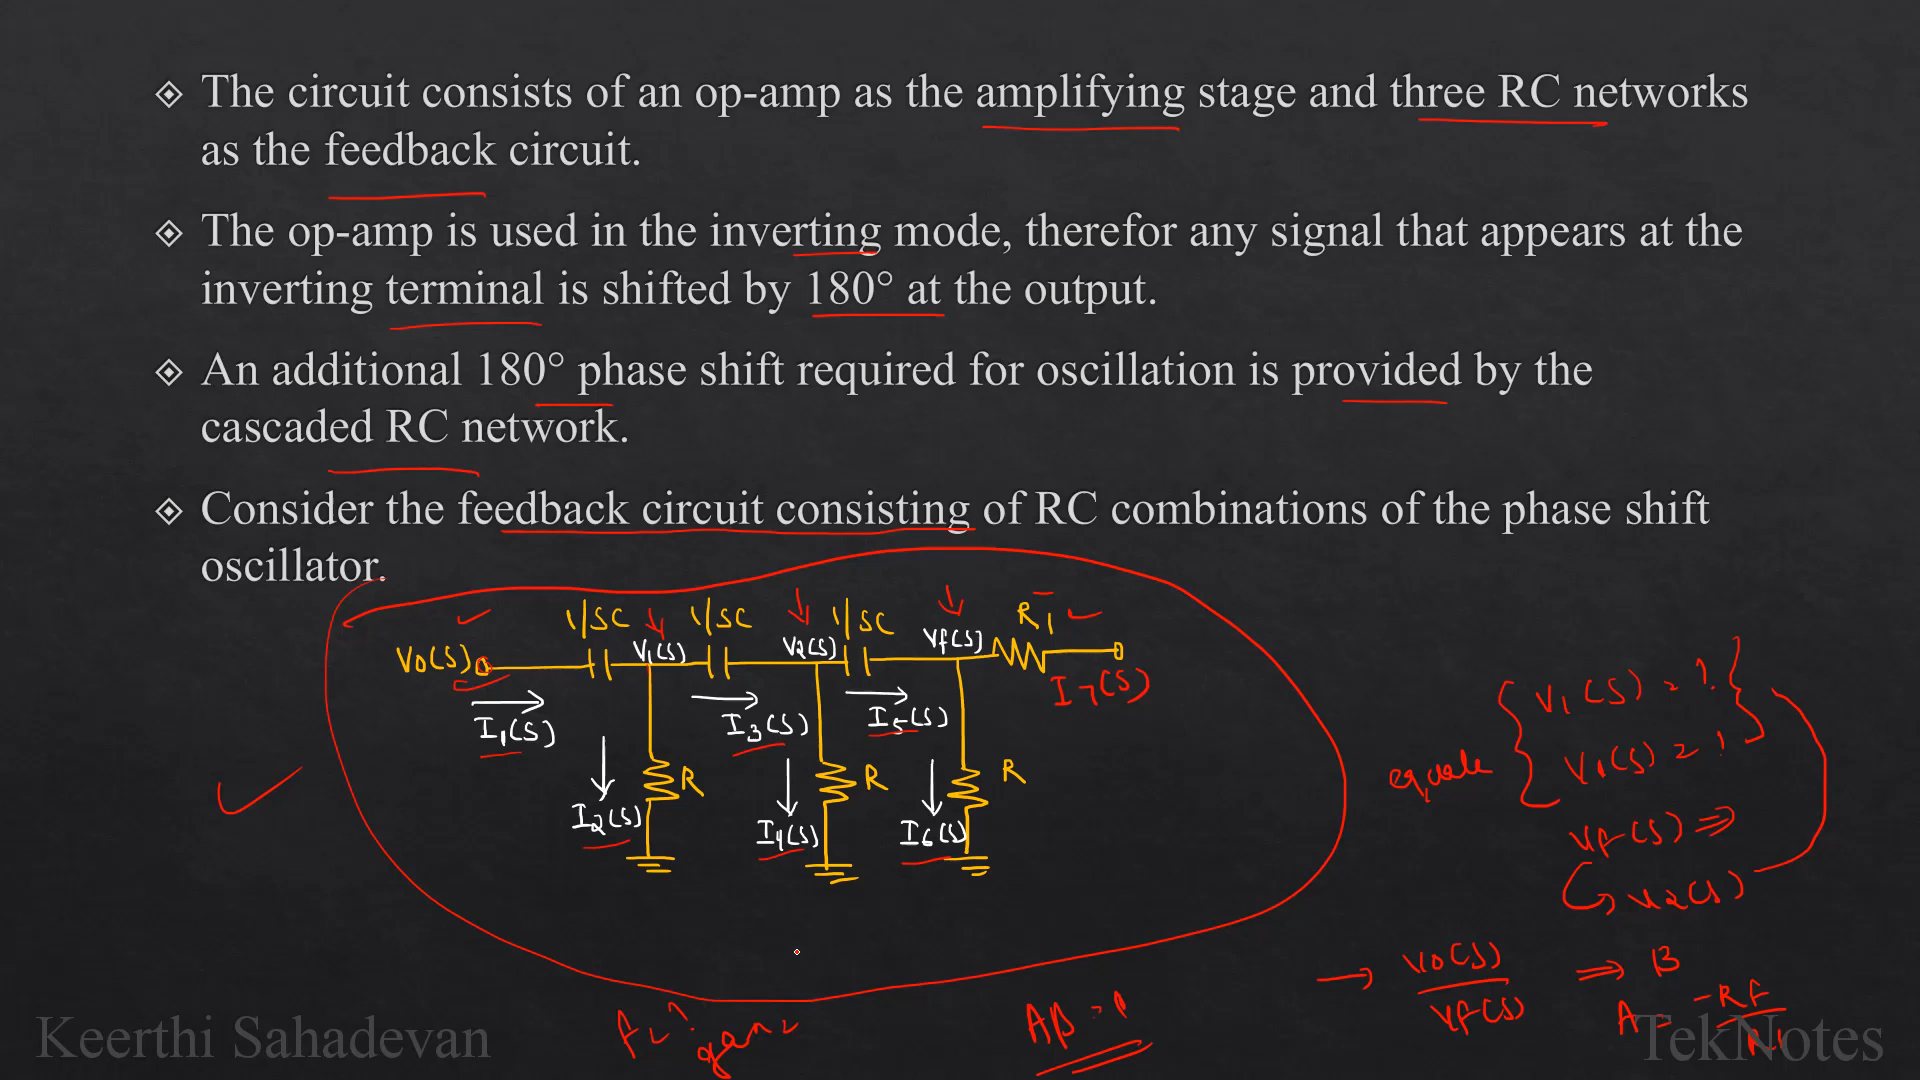 The circuit consists of an op-amp as the amplifying stage and three RC networks
as the feedback circuit.
The op-amp is used in the inverting mode, therefor any signal that appears at the
inverting terminal is shifted by 180° at the output.
An additional 180° phase shift required for oscillation is provided by the
cascaded RC network.
Consider the feedback circuit consisting of RC combinations of the phase shift
oscillator.
1/SC 1/SC 1/SC R1
V0(S) V1(S) V2(S) Vf(S)
I1(S) I3(S) I5(S) I7(S)
R R R
I2(S) I4(S) I6(S)
V1(S) = ?
equate V1(S) = ?
Vf(S) ⇒
V2(S)
→ V0(S)/Vf(S) ⇒ B
Aβ = 1
A = -RF
Keerthi Sahadevan
TekNotes